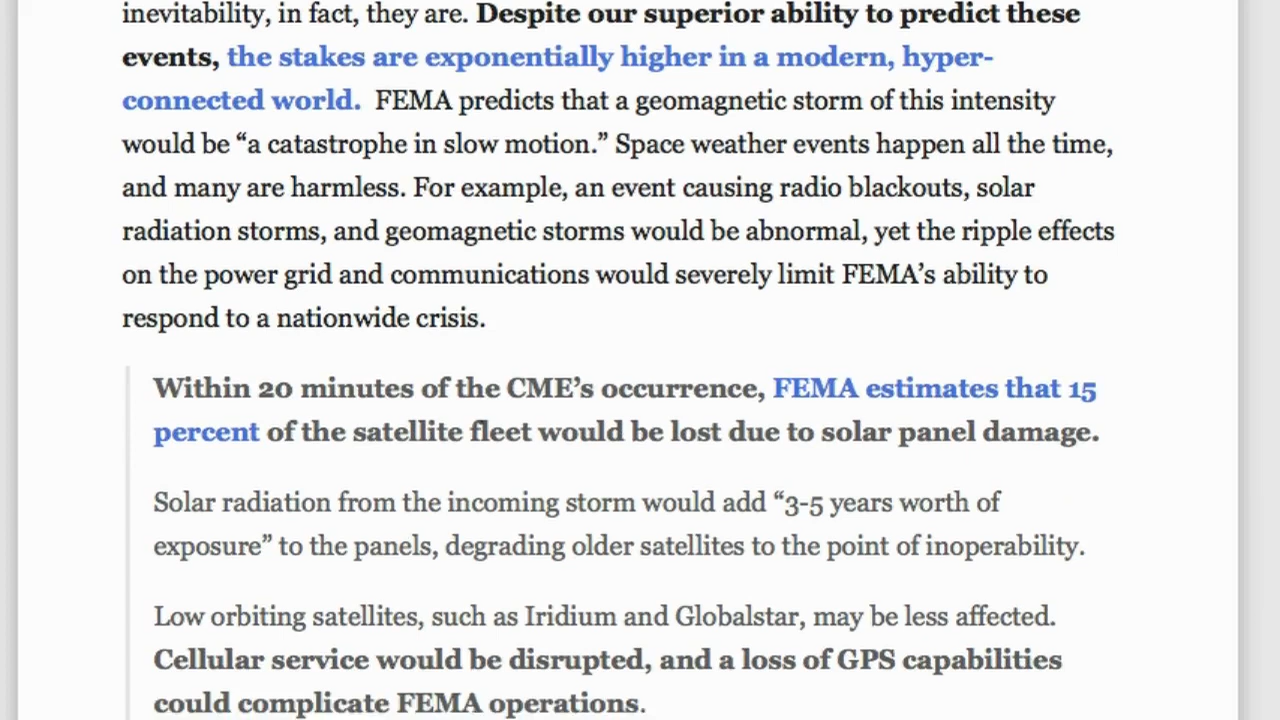 inevitability, in fact, they are. Despite our superior ability to predict these
events, the stakes are exponentially higher in a modern, hyper-
connected world. FEMA predicts that a geomagnetic storm of this intensity
would be “a catastrophe in slow motion.” Space weather events happen all the time,
and many are harmless. For example, an event causing radio blackouts, solar
radiation storms, and geomagnetic storms would be abnormal, yet the ripple effects
on the power grid and communications would severely limit FEMA’s ability to
respond to a nationwide crisis.
Within 20 minutes of the CME’s occurrence, FEMA estimates that 15
percent of the satellite fleet would be lost due to solar panel damage.
Solar radiation from the incoming storm would add “3-5 years worth of
exposure” to the panels, degrading older satellites to the point of inoperability.
Low orbiting satellites, such as Iridium and Globalstar, may be less affected.
Cellular service would be disrupted, and a loss of GPS capabilities
could complicate FEMA operations.